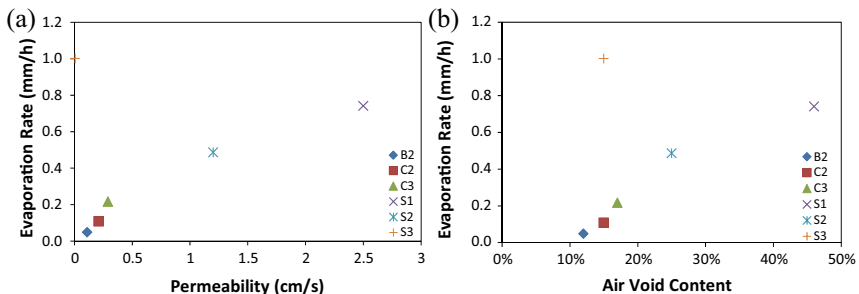 (a)
Evaporation Rate (mm/h)
1.2
1.0
0.8
0.6
0.4
0.2
0.0
0 0.5 1 1.5 2 2.5 3
Permeability (cm/s)
B2
C2
C3
S1
S2
S3
(b)
Evaporation Rate (mm/h)
1.2
1.0
0.8
0.6
0.4
0.2
0.0
0% 10% 20% 30% 40% 50%
Air Void Content
B2
C2
C3
S1
S2
S3